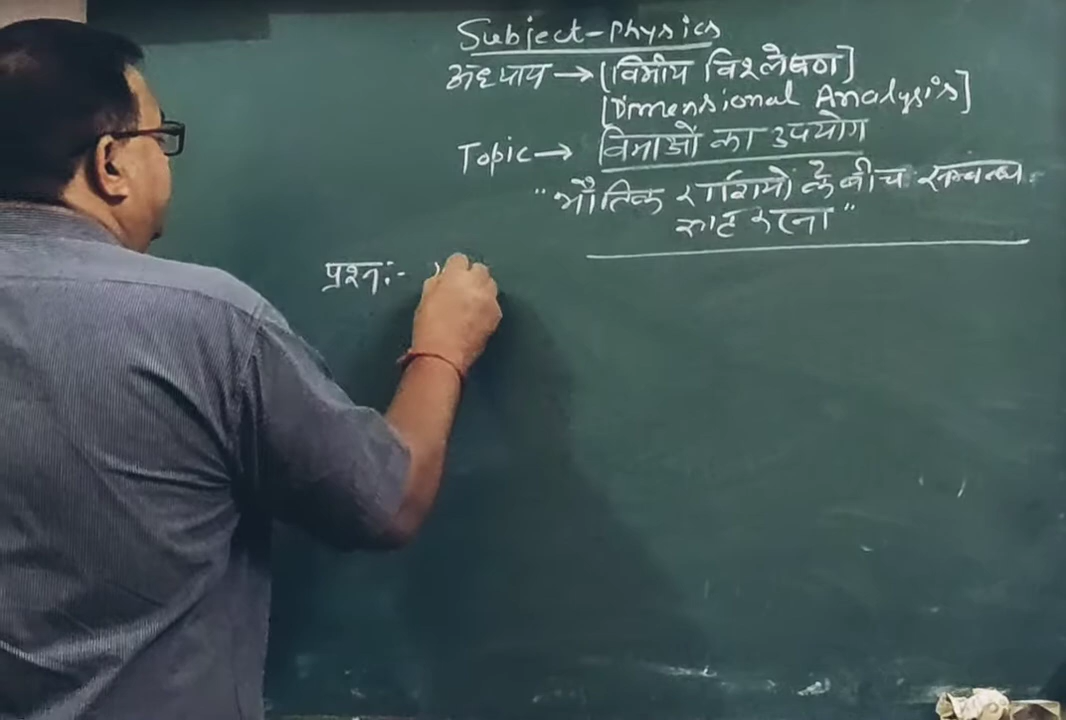 Subject-Physics
अध्याय → [विमीय विश्लेषण]
[Dimensional Analysis]
Topic → विमाओं का उपयोग
"भौतिक राशियों के बीच सम्बन्ध
ज्ञात करना"
प्रश्न:-